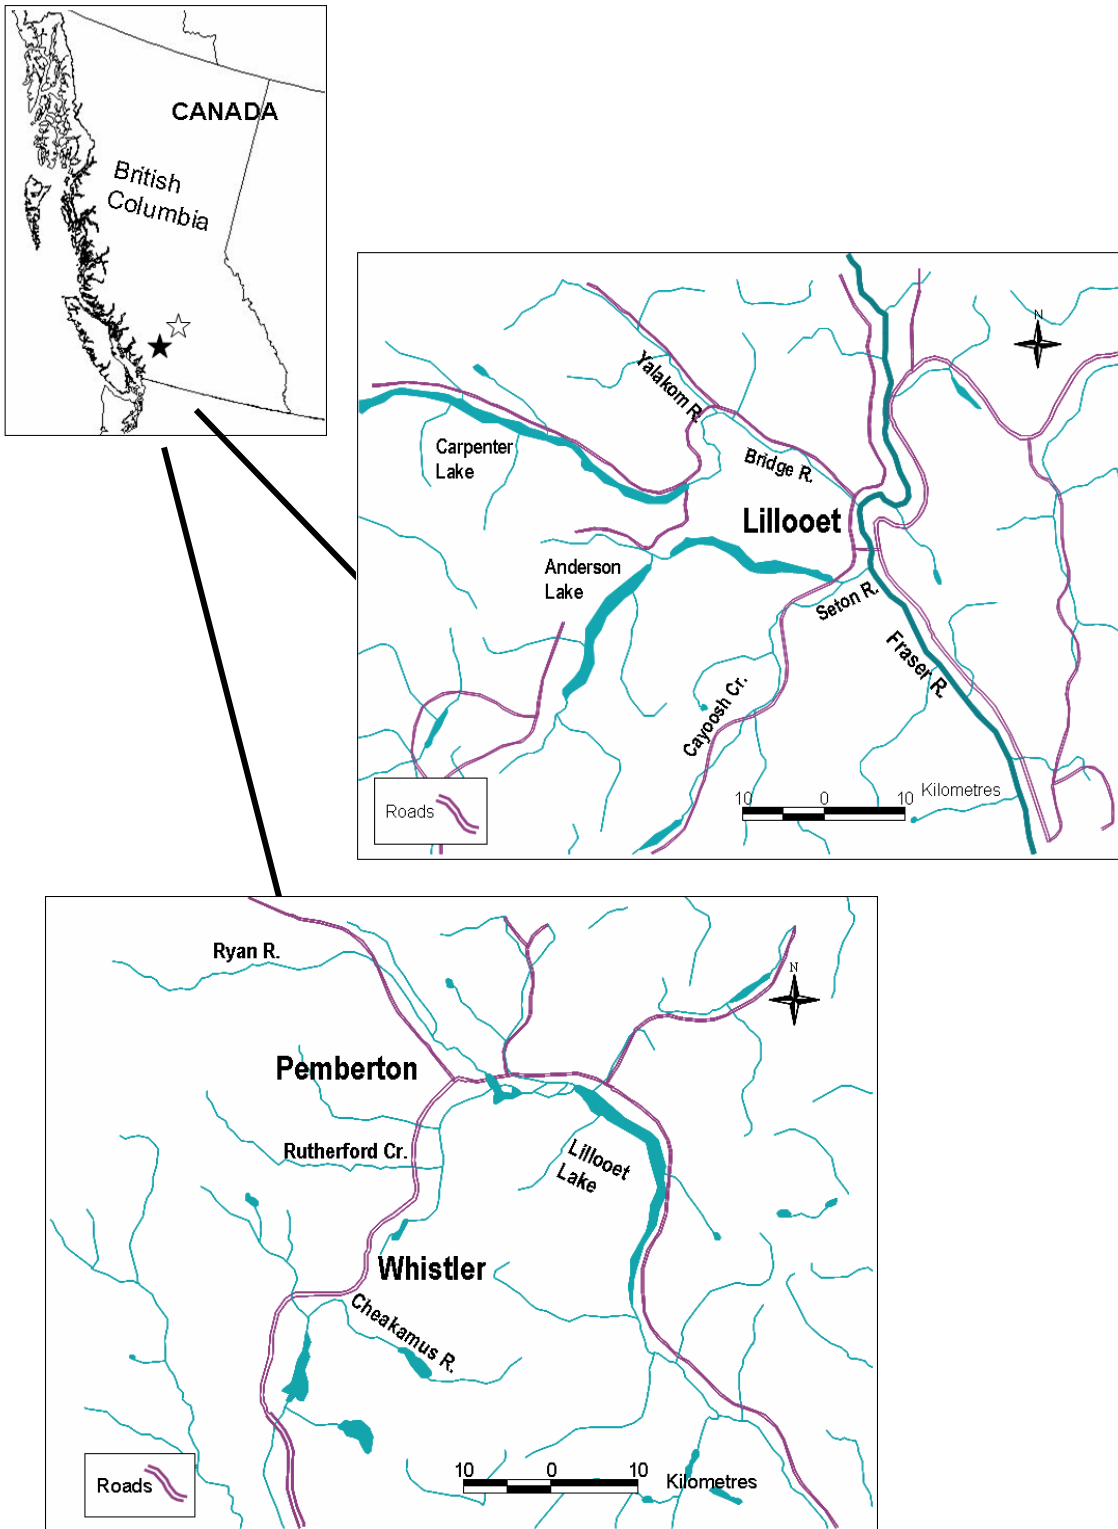 CANADA
British
Columbia
N
Yalakom R.
Carpenter
Lake
Bridge R.
Lillooet
Anderson
Lake
Seton R.
Fraser R.
Cayoosh Cr.
Roads
10 0 10 Kilometres
Ryan R.
N
Pemberton
Rutherford Cr.
Lillooet
Lake
Whistler
Cheakamus R.
Roads
10 0 10 Kilometres